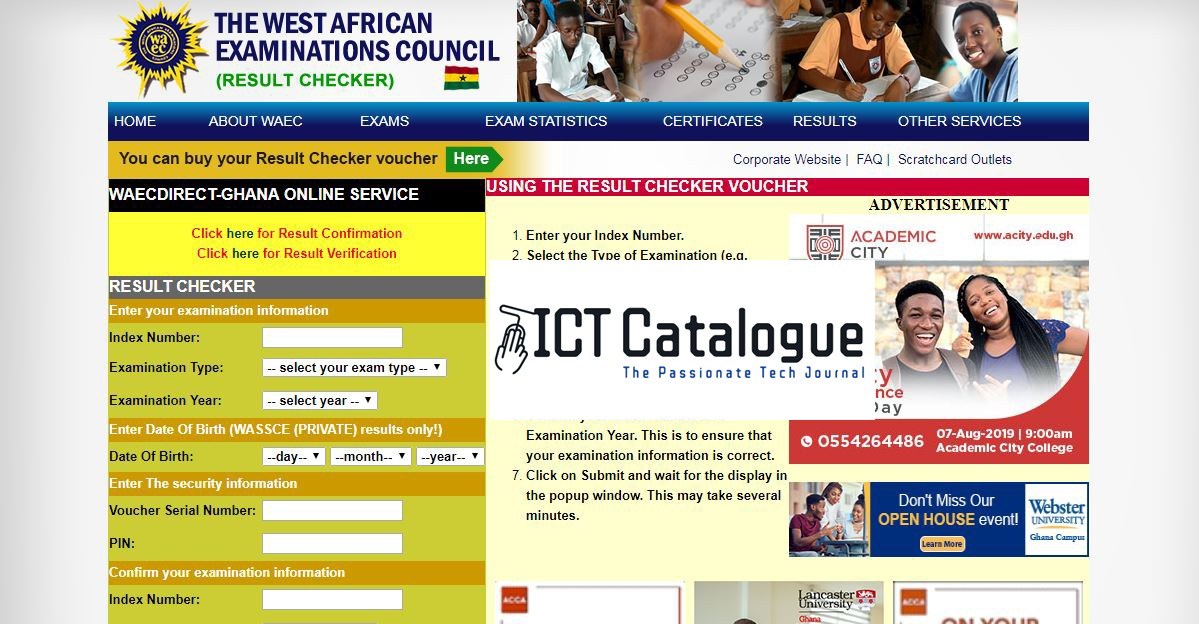 THE WEST AFRICAN
EXAMINATIONS COUNCIL
(RESULT CHECKER)
waec
HOME ABOUT WAEC EXAMS EXAM STATISTICS CERTIFICATES RESULTS OTHER SERVICES
You can buy your Result Checker voucher Here
Corporate Website | FAQ | Scratchcard Outlets
WAECDIRECT-GHANA ONLINE SERVICE
Click here for Result Confirmation
Click here for Result Verification
RESULT CHECKER
Enter your examination information
Index Number:
Examination Type: -- select your exam type --
Examination Year: -- select year --
Enter Date Of Birth (WASSCE (PRIVATE) results only!)
Date Of Birth: --day-- --month-- --year--
Enter The security information
Voucher Serial Number:
PIN:
Confirm your examination information
Index Number:
USING THE RESULT CHECKER VOUCHER
1. Enter your Index Number.
2. Select the Type of Examination (e.g.
ICT Catalogue
The Passionate Tech Journal
Examination Year. This is to ensure that
your examination information is correct.
7. Click on Submit and wait for the display in
the popup window. This may take several
minutes.
ADVERTISEMENT
ACADEMIC
CITY
www.acity.edu.gh
Day
0554264486
07-Aug-2019 | 9:00am
Academic City College
Don't Miss Our
OPEN HOUSE event!
Learn More
Webster
UNIVERSITY
Ghana Campus
ACCA
Lancaster
University
Ghana
ACCA
ON YOUR